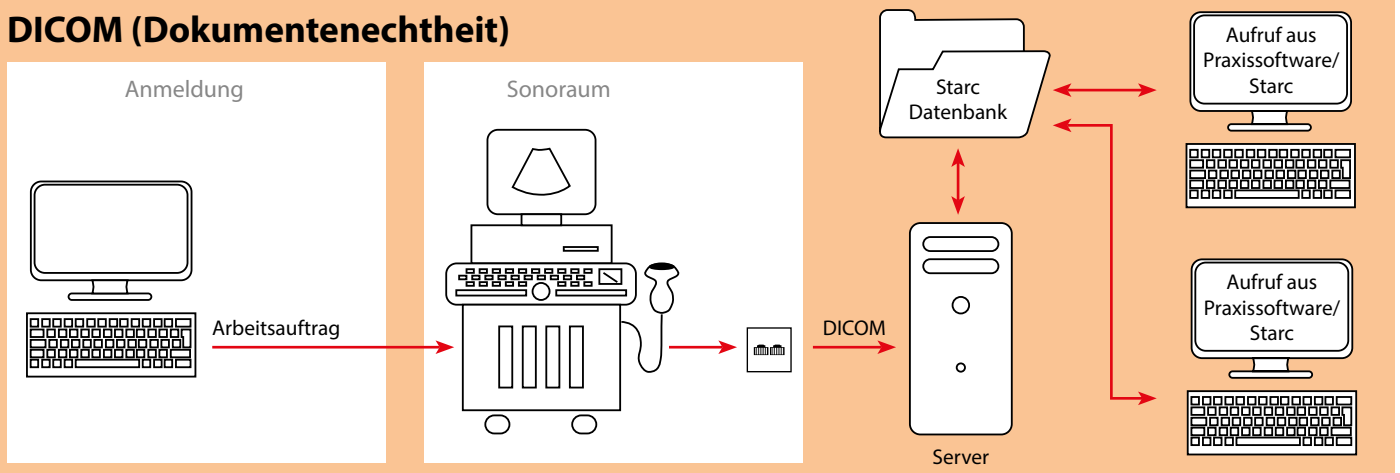 DICOM (Dokumentenechtheit)
Anmeldung
Sonoraum
Arbeitsauftrag
DICOM
Starc
Datenbank
Server
Aufruf aus
Praxissoftware/
Starc
Aufruf aus
Praxissoftware/
Starc